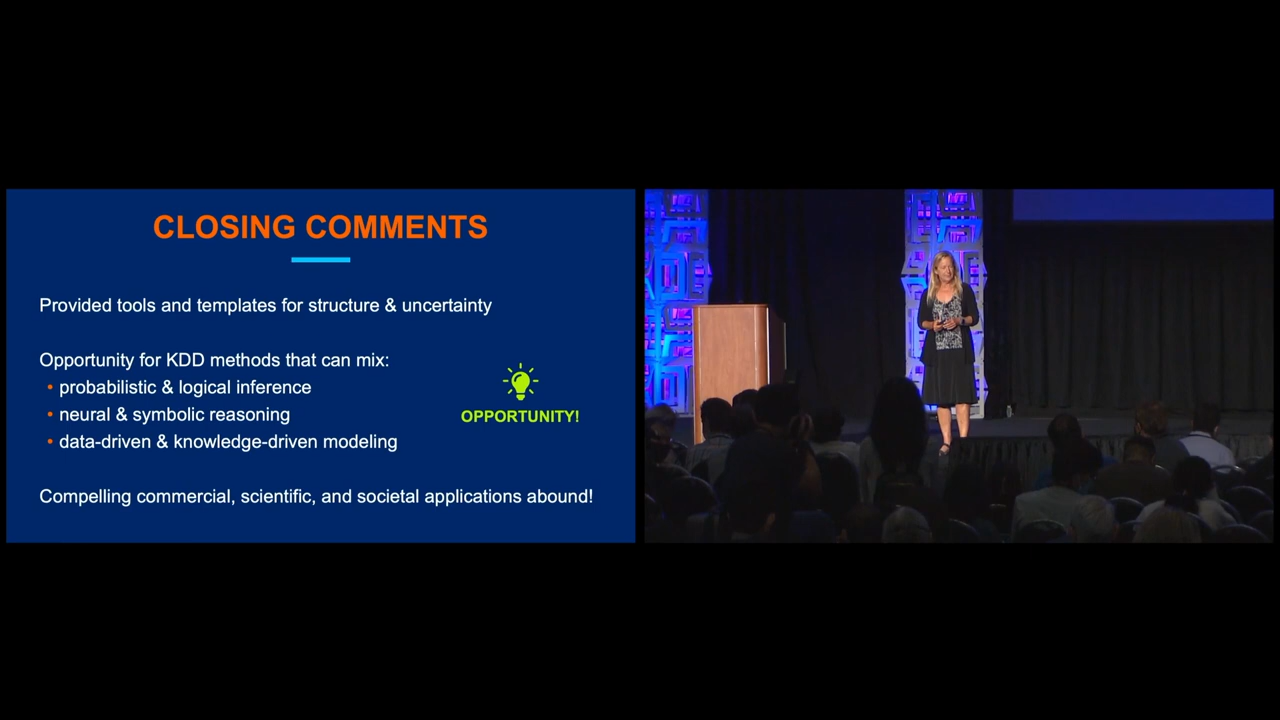 CLOSING COMMENTS
Provided tools and templates for structure & uncertainty
Opportunity for KDD methods that can mix:
• probabilistic & logical inference
• neural & symbolic reasoning
• data-driven & knowledge-driven modeling
OPPORTUNITY!
Compelling commercial, scientific, and societal applications abound!